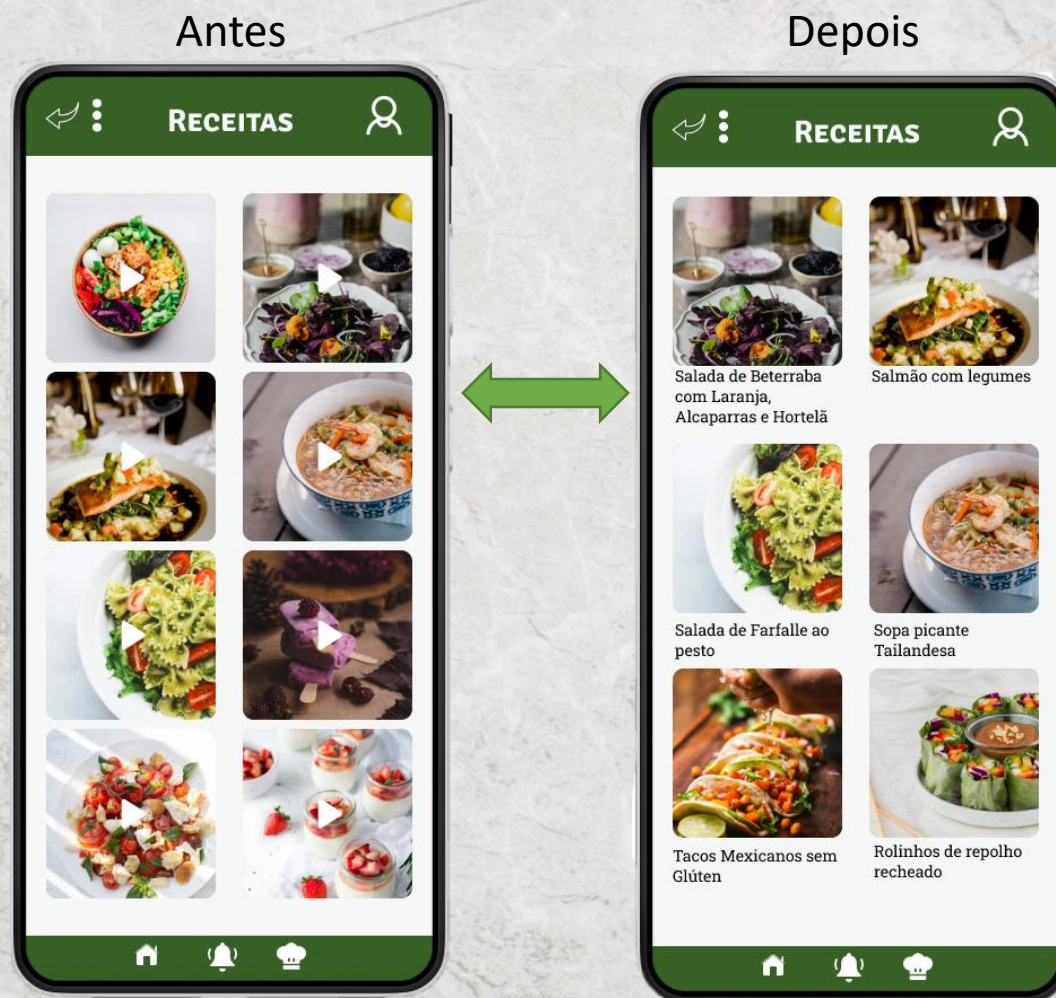 Antes
Depois
RECEITAS
RECEITAS
Salada de Beterraba
com Laranja,
Alcaparras e Hortelã
Salmão com legumes
Salada de Farfalle ao
pesto
Sopa picante
Tailandesa
Tacos Mexicanos sem
Glúten
Rolinhos de repolho
recheado